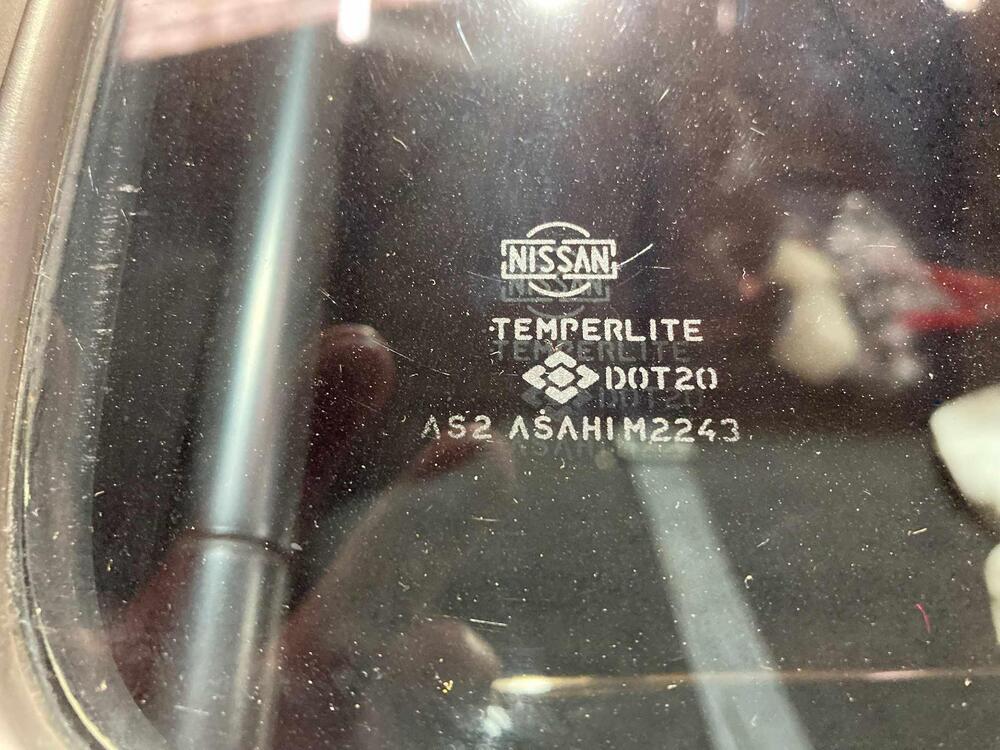 NISSAN
TEMPERLITE
DOT20
AS2 ASAHI M2243